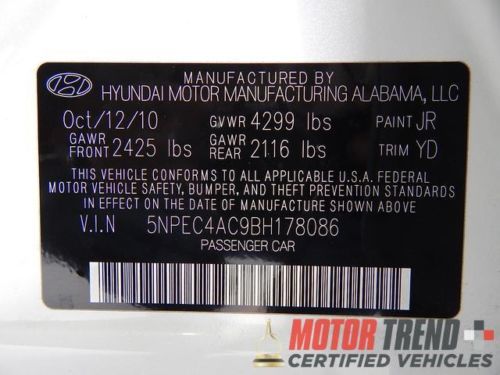 MANUFACTURED BY
HYUNDAI MOTOR MANUFACTURING ALABAMA, LLC
Oct/12/10 GVWR 4299 lbs PAINT JR
GAWR FRONT 2425 lbs GAWR REAR 2116 lbs TRIM YD
THIS VEHICLE CONFORMS TO ALL APPLICABLE U.S.A. FEDERAL
MOTOR VEHICLE SAFETY, BUMPER, AND THEFT PREVENTION STANDARDS
IN EFFECT ON THE DATE OF MANUFACTURE SHOWN ABOVE
V.I.N 5NPEC4AC9BH178086
PASSENGER CAR
MOTOR TREND
CERTIFIED VEHICLES